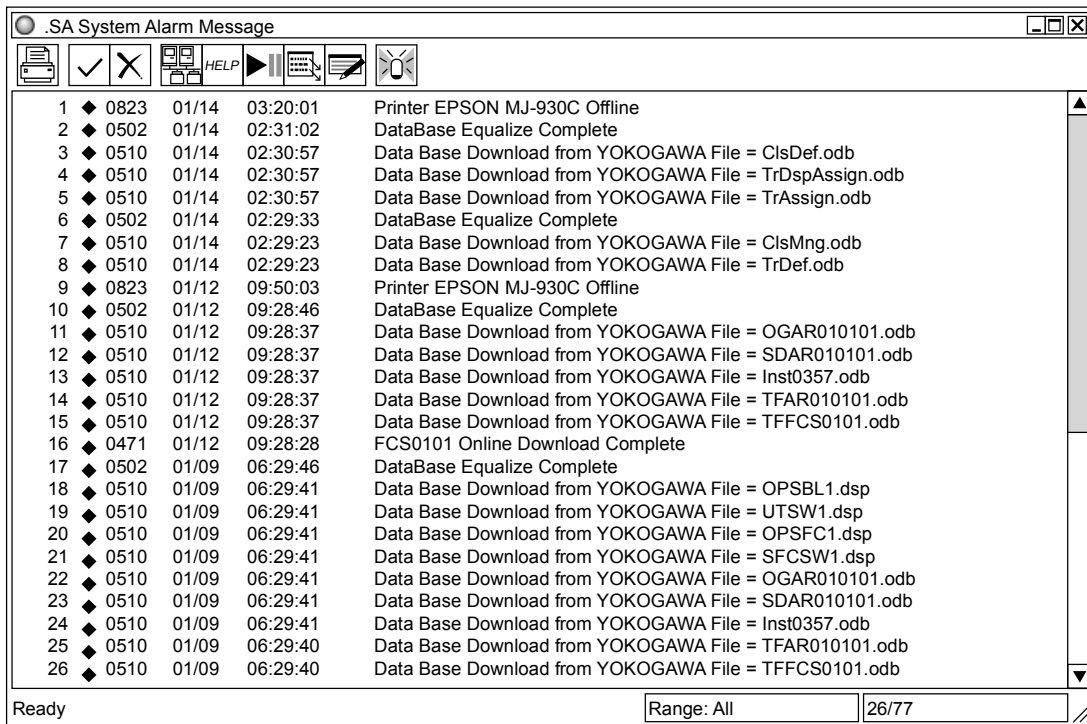 .SA System Alarm Message
HELP
1 ◆ 0823 01/14 03:20:01 Printer EPSON MJ-930C Offline
2 ◆ 0502 01/14 02:31:02 DataBase Equalize Complete
3 ◆ 0510 01/14 02:30:57 Data Base Download from YOKOGAWA File = ClsDef.odb
4 ◆ 0510 01/14 02:30:57 Data Base Download from YOKOGAWA File = TrDspAssign.odb
5 ◆ 0510 01/14 02:30:57 Data Base Download from YOKOGAWA File = TrAssign.odb
6 ◆ 0502 01/14 02:29:33 DataBase Equalize Complete
7 ◆ 0510 01/14 02:29:23 Data Base Download from YOKOGAWA File = ClsMng.odb
8 ◆ 0510 01/14 02:29:23 Data Base Download from YOKOGAWA File = TrDef.odb
9 ◆ 0823 01/12 09:50:03 Printer EPSON MJ-930C Offline
10 ◆ 0502 01/12 09:28:46 DataBase Equalize Complete
11 ◆ 0510 01/12 09:28:37 Data Base Download from YOKOGAWA File = OGAR010101.odb
12 ◆ 0510 01/12 09:28:37 Data Base Download from YOKOGAWA File = SDAR010101.odb
13 ◆ 0510 01/12 09:28:37 Data Base Download from YOKOGAWA File = Inst0357.odb
14 ◆ 0510 01/12 09:28:37 Data Base Download from YOKOGAWA File = TFAR010101.odb
15 ◆ 0510 01/12 09:28:37 Data Base Download from YOKOGAWA File = TFFCS0101.odb
16 ◆ 0471 01/12 09:28:28 FCS0101 Online Download Complete
17 ◆ 0502 01/09 06:29:46 DataBase Equalize Complete
18 ◆ 0510 01/09 06:29:41 Data Base Download from YOKOGAWA File = OPSBL1.dsp
19 ◆ 0510 01/09 06:29:41 Data Base Download from YOKOGAWA File = UTSW1.dsp
20 ◆ 0510 01/09 06:29:41 Data Base Download from YOKOGAWA File = OPSFC1.dsp
21 ◆ 0510 01/09 06:29:41 Data Base Download from YOKOGAWA File = SFCSW1.dsp
22 ◆ 0510 01/09 06:29:41 Data Base Download from YOKOGAWA File = OGAR010101.odb
23 ◆ 0510 01/09 06:29:41 Data Base Download from YOKOGAWA File = SDAR010101.odb
24 ◆ 0510 01/09 06:29:41 Data Base Download from YOKOGAWA File = Inst0357.odb
25 ◆ 0510 01/09 06:29:40 Data Base Download from YOKOGAWA File = TFAR010101.odb
26 ◆ 0510 01/09 06:29:40 Data Base Download from YOKOGAWA File = TFFCS0101.odb
Ready Range: All 26/77